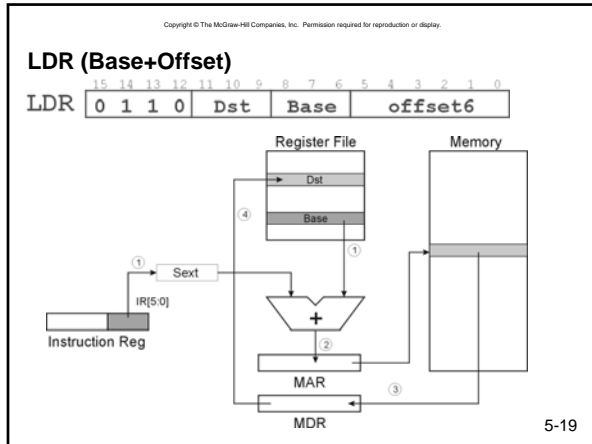 Copyright © The McGraw-Hill Companies, Inc. Permission required for reproduction or display.
LDR (Base+Offset)
15 14 13 12 11 10 9 8 7 6 5 4 3 2 1 0
LDR 0 1 1 0 Dst Base offset6
Register File
Memory
Dst
④
Base
①
①
Sext
IR[5:0]
+
Instruction Reg
②
MAR
③
MDR
5-19